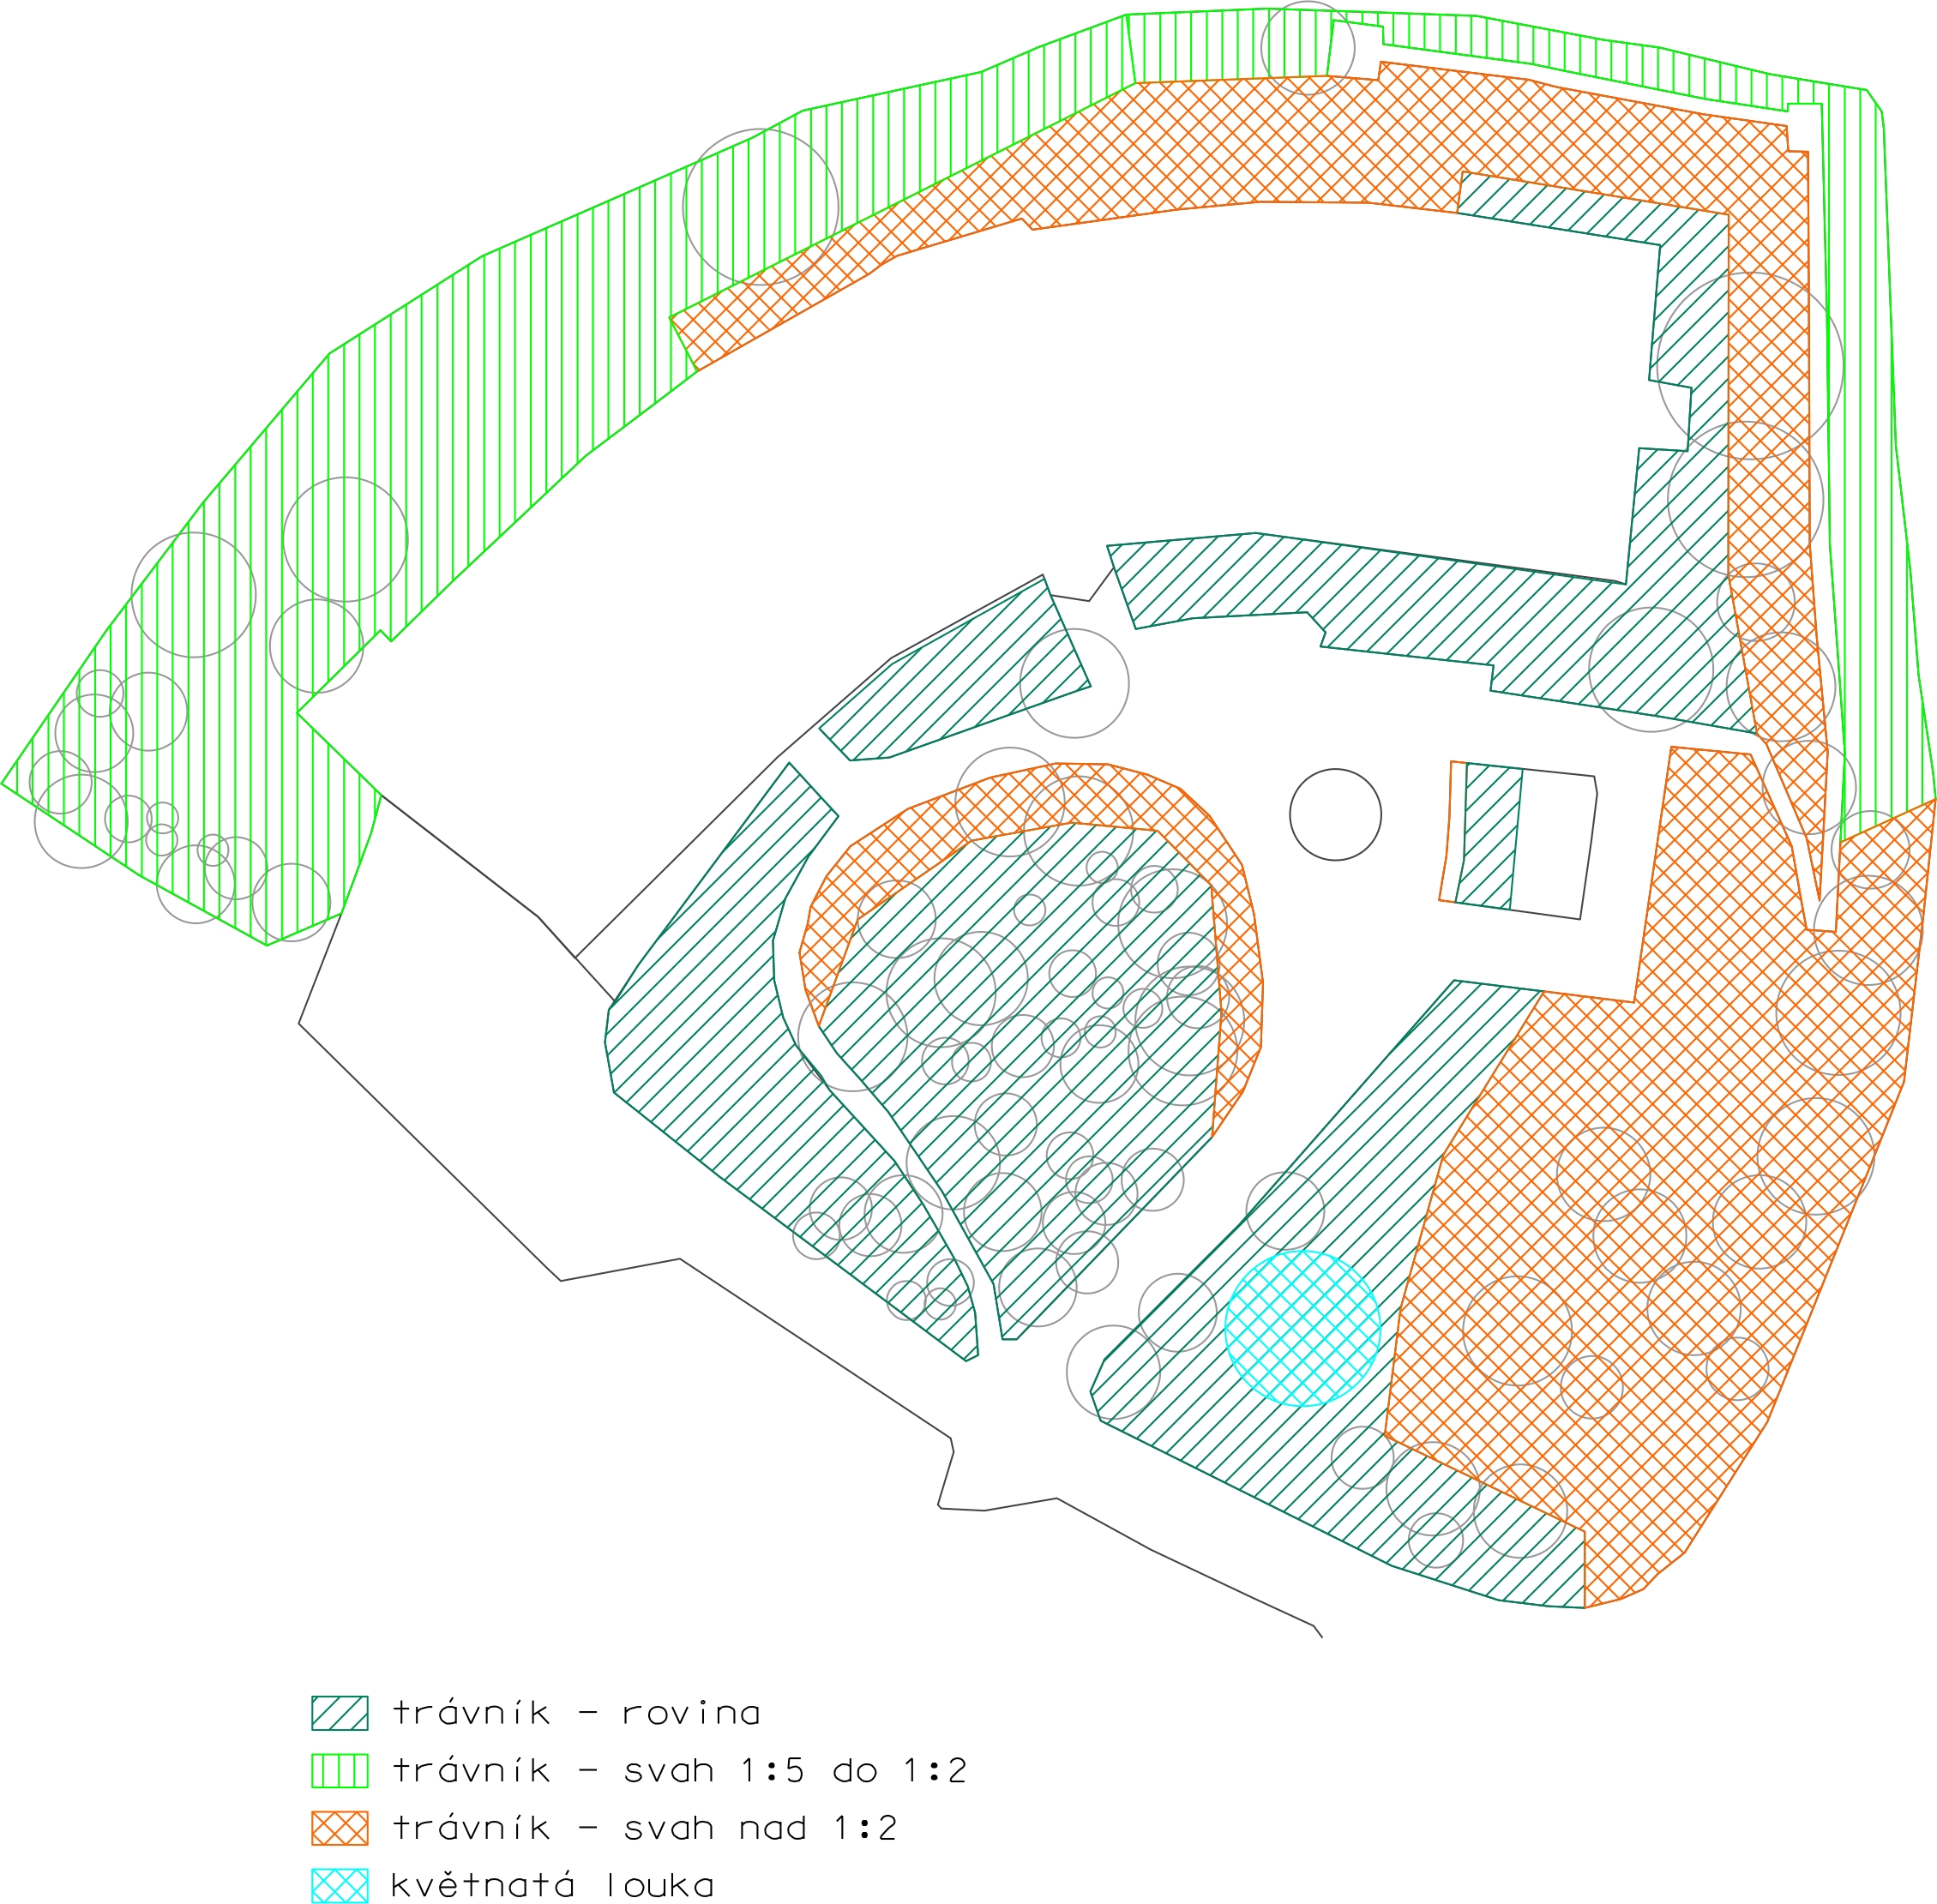 trávník – rovina
trávník – svah 1:5 do 1:2
trávník – svah nad 1:2
květnatá louka